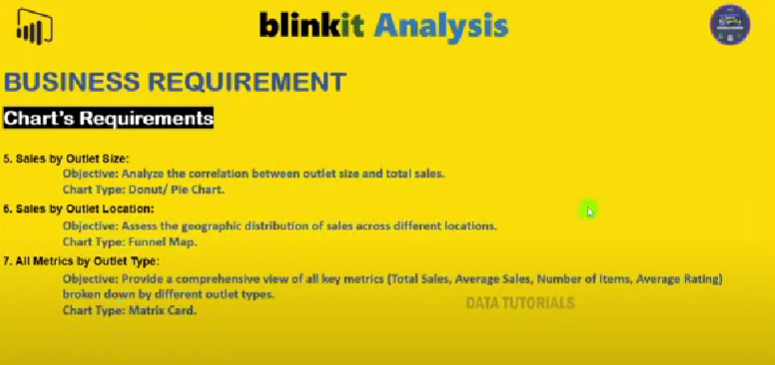 blinkit Analysis
BUSINESS REQUIREMENT
Chart's Requirements
5. Sales by Outlet Size:
Objective: Analyze the correlation between outlet size and total sales.
Chart Type: Donut/ Pie Chart.
6. Sales by Outlet Location:
Objective: Assess the geographic distribution of sales across different locations.
Chart Type: Funnel Map.
7. All Metrics by Outlet Type:
Objective: Provide a comprehensive view of all key metrics (Total Sales, Average Sales, Number of Items, Average Rating)
broken down by different outlet types.
DATA TUTORIALS
Chart Type: Matrix Card.